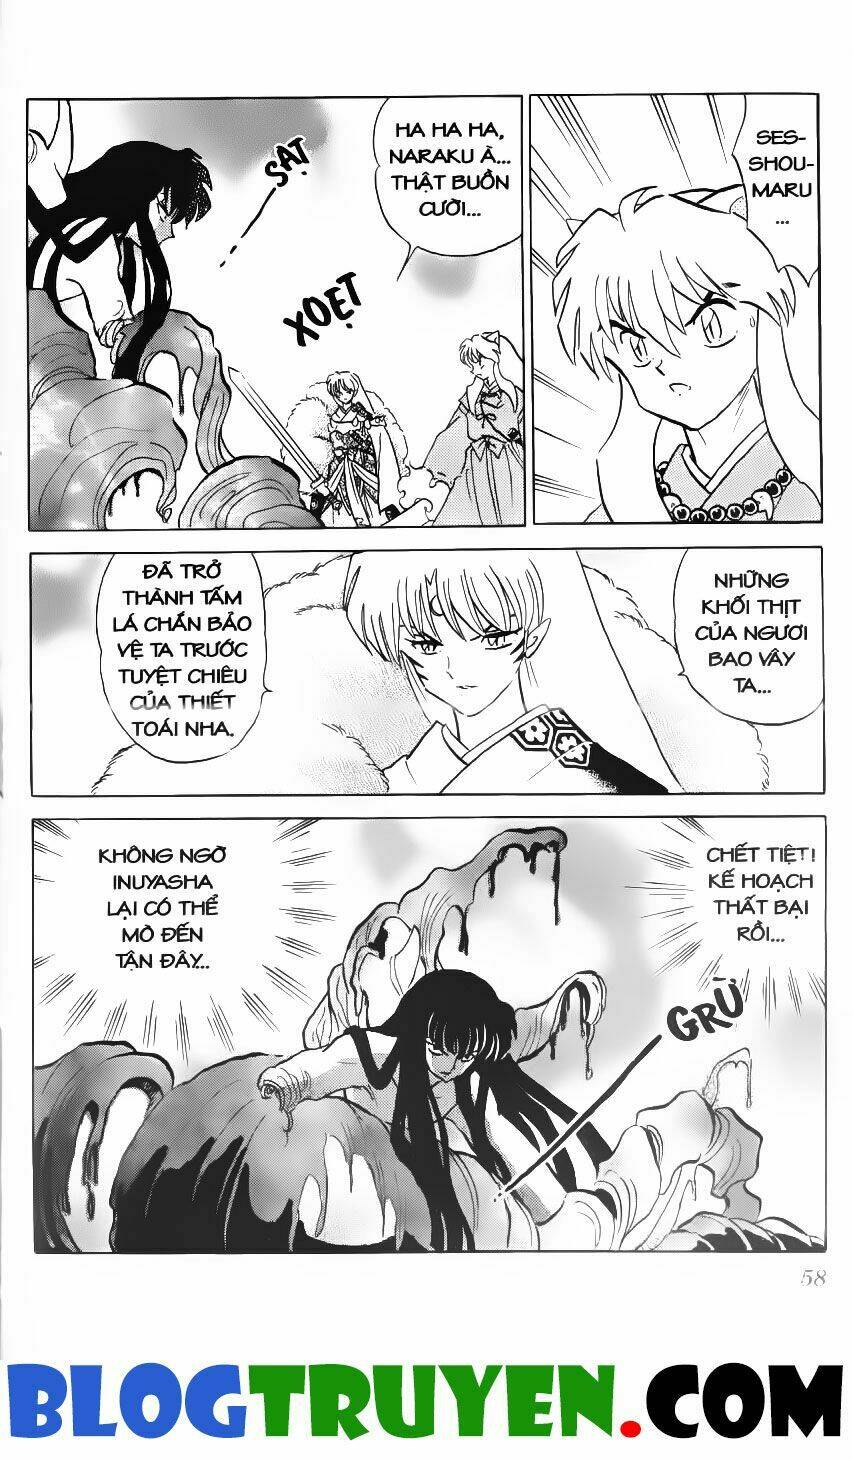 SES-
SHOU-
MARU
...
HA HA HA,
NARAKU À...
THẬT BUỒN
CƯỜI...
SẠT
XOẸT
NHỮNG
KHỐI THỊT
CỦA NGƯƠI
BAO VÂY
TA...
ĐÃ TRỞ
THÀNH TẤM
LÁ CHẮN BẢO
VỆ TA TRƯỚC
TUYỆT CHIÊU
CỦA THIẾT
TOÁI NHA.
CHẾT TIỆT!
KẾ HOẠCH
THẤT BẠI
RỒI...
KHÔNG NGỜ
INUYASHA
LẠI CÓ THỂ
MÒ ĐẾN
TẬN ĐÂY...
GRỪ
58
BLOGTRUYEN.COM